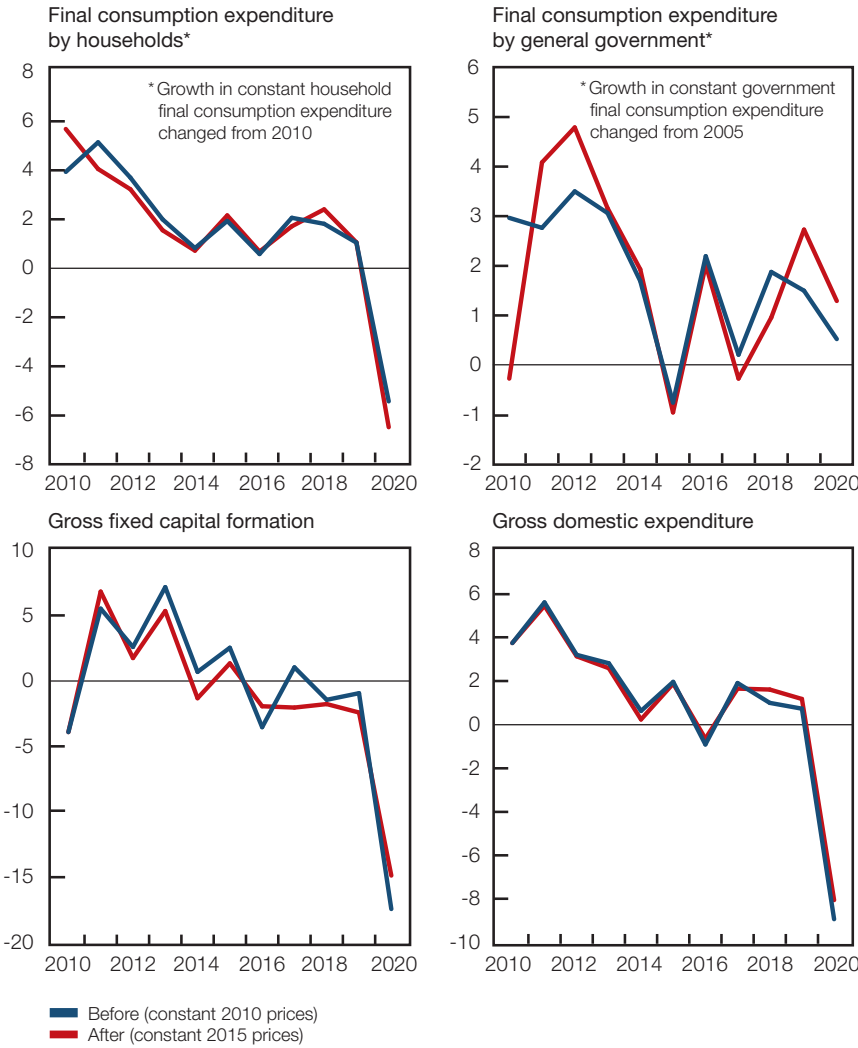 Final consumption expenditure
by households*
8
6
4
2
0
-2
-4
-6
-8
* Growth in constant household
final consumption expenditure
changed from 2010
2010 2012 2014 2016 2018 2020
Final consumption expenditure
by general government*
6
5
4
3
2
1
0
-1
-2
* Growth in constant government
final consumption expenditure
changed from 2005
2010 2012 2014 2016 2018 2020
Gross fixed capital formation
10
5
0
-5
-10
-15
-20
2010 2012 2014 2016 2018 2020
Gross domestic expenditure
8
6
4
2
0
-2
-4
-6
-8
-10
2010 2012 2014 2016 2018 2020
Before (constant 2010 prices)
After (constant 2015 prices)